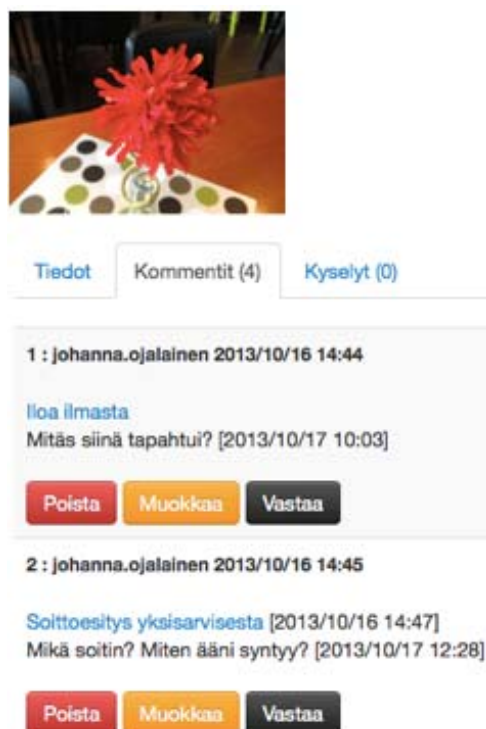 Tiedot Kommentit (4) Kyselyt (0)
1 : johanna.ojalainen 2013/10/16 14:44
Iloa ilmasta
Mitäs siinä tapahtui? [2013/10/17 10:03]
Poista Muokkaa Vastaa
2 : johanna.ojalainen 2013/10/16 14:45
Soittoesitys yksisarvisesta [2013/10/16 14:47]
Mikä soitin? Miten ääni syntyy? [2013/10/17 12:28]
Poista Muokkaa Vastaa